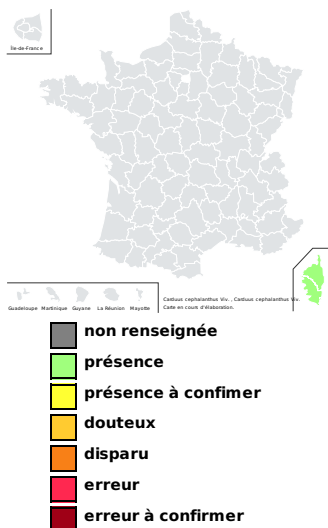 Île-de-France
Carduus cephalanthus Viv., Carduus cephalanthus Viv.
Carte en cours d'élaboration.
Guadeloupe Martinique Guyane La Réunion Mayotte
non renseignée
présence
présence à confimer
douteux
disparu
erreur
erreur à confirmer